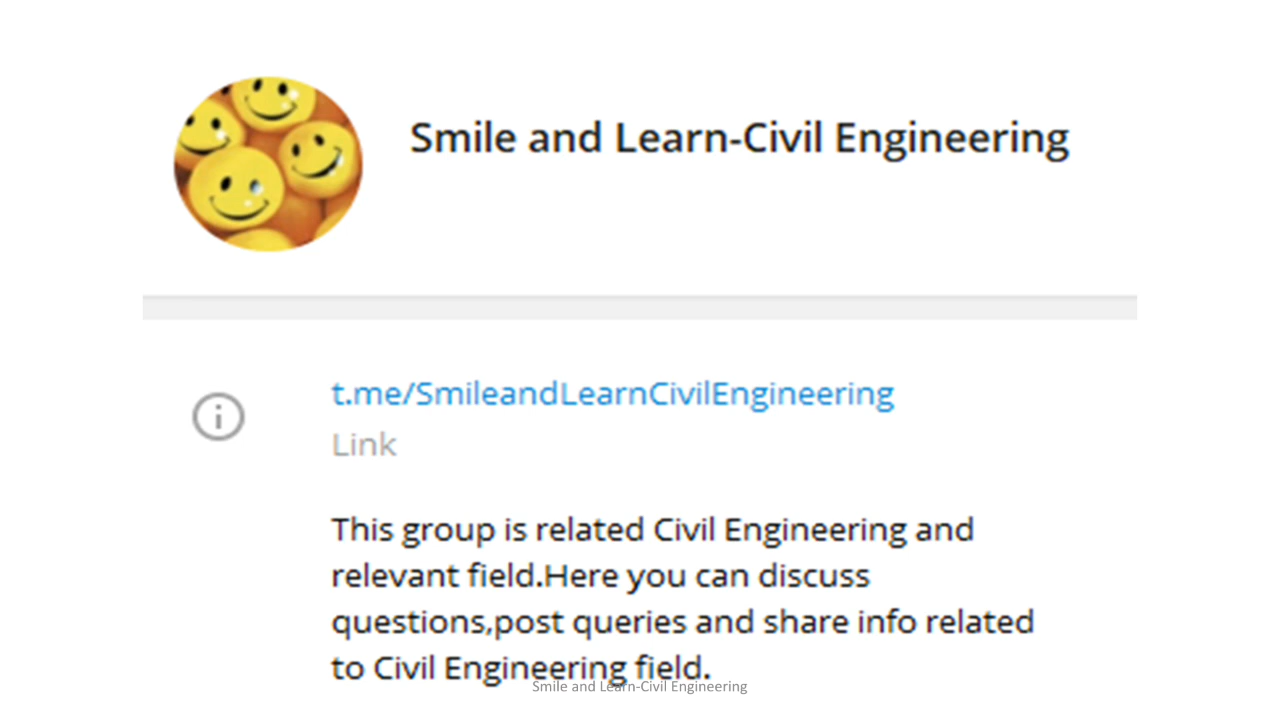 Smile and Learn-Civil Engineering
t.me/SmileandLearnCivilEngineering
Link
This group is related Civil Engineering and
relevant field.Here you can discuss
questions,post queries and share info related
to Civil Engineering field.
Smile and Learn-Civil Engineering